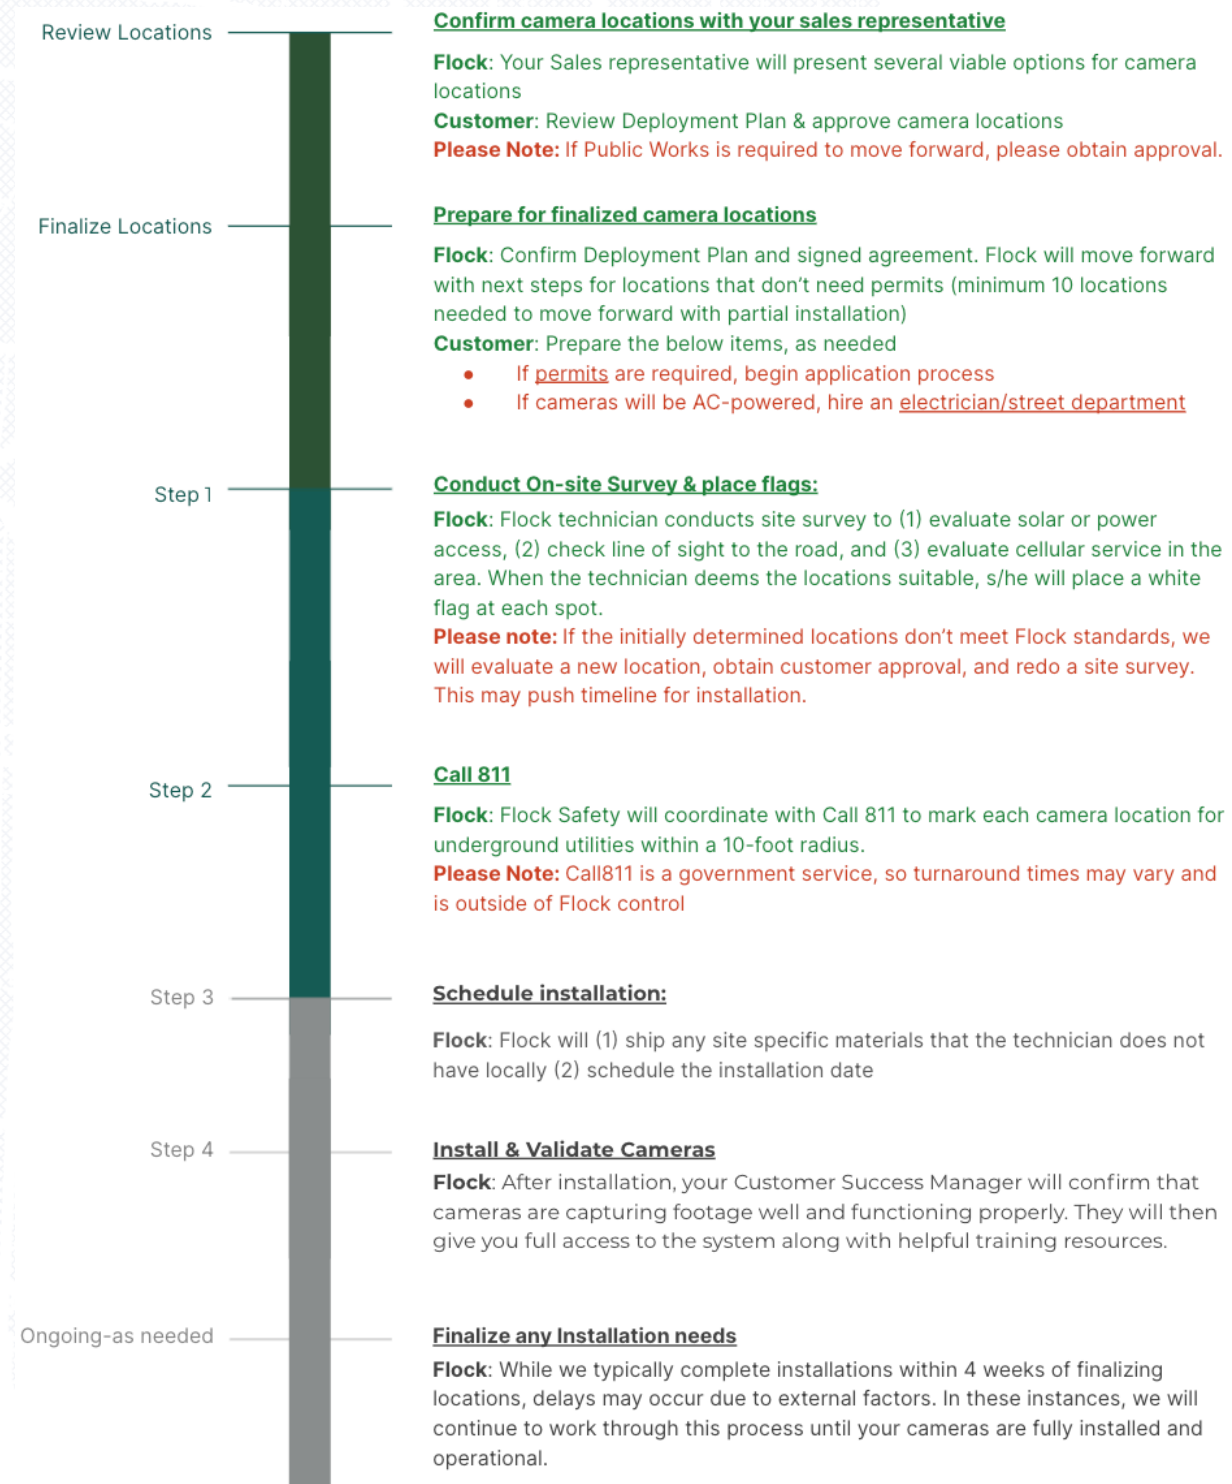 Review Locations
Confirm camera locations with your sales representative
Flock: Your Sales representative will present several viable options for camera
locations
Customer: Review Deployment Plan & approve camera locations
Please Note: If Public Works is required to move forward, please obtain approval.
Finalize Locations
Prepare for finalized camera locations
Flock: Confirm Deployment Plan and signed agreement. Flock will move forward
with next steps for locations that don't need permits (minimum 10 locations
needed to move forward with partial installation)
Customer: Prepare the below items, as needed
● If permits are required, begin application process
● If cameras will be AC-powered, hire an electrician/street department
Step 1
Conduct On-site Survey & place flags:
Flock: Flock technician conducts site survey to (1) evaluate solar or power
access, (2) check line of sight to the road, and (3) evaluate cellular service in the
area. When the technician deems the locations suitable, s/he will place a white
flag at each spot.
Please note: If the initially determined locations don't meet Flock standards, we
will evaluate a new location, obtain customer approval, and redo a site survey.
This may push timeline for installation.
Step 2
Call 811
Flock: Flock Safety will coordinate with Call 811 to mark each camera location for
underground utilities within a 10-foot radius.
Please Note: Call811 is a government service, so turnaround times may vary and
is outside of Flock control
Step 3
Schedule installation:
Flock: Flock will (1) ship any site specific materials that the technician does not
have locally (2) schedule the installation date
Step 4
Install & Validate Cameras
Flock: After installation, your Customer Success Manager will confirm that
cameras are capturing footage well and functioning properly. They will then
give you full access to the system along with helpful training resources.
Ongoing-as needed
Finalize any Installation needs
Flock: While we typically complete installations within 4 weeks of finalizing
locations, delays may occur due to external factors. In these instances, we will
continue to work through this process until your cameras are fully installed and
operational.